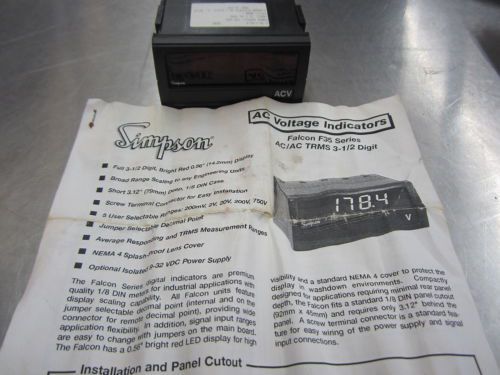 ACV
Simpson
AC Voltage Indicators
Falcon F35 Series
AC/AC TRMS 3-1/2 Digit
Full 3-1/2 Digit, Bright Red 0.56" (14.2mm) Display
Broad Range Scaling to any Engineering Units
Short 3.12" (79mm) Deep, 1/8 DIN Case
Screw Terminal Connector for Easy Installation
5 User Selectable Ranges: 200mV, 2V, 20V, 200V, 750V
Jumper Selectable Decimal Point
Average Responding and TRMS Measurement Ranges
NEMA 4 Splash-Proof Lens Cover
Optional Isolated 9-32 VDC Power Supply
178.4
V
The Falcon Series digital indicators are premium
quality 1/8 DIN meters for industrial applications with
display scaling capability. All Falcon units feature
jumper selectable decimal point (internal and on the
connector for remote decimal point), providing wide
application flexibility. In addition, signal input ranges
are easy to change with jumpers on the main board.
The Falcon has a 0.56" bright red LED display for high
visibility and a standard NEMA 4 cover to protect the
display in washdown environments. Compactly
designed for applications requiring minimal rear panel
depth, the Falcon fits a standard 1/8 DIN panel cutout
(92mm x 45mm) and requires only 3.12" behind the
panel. A screw terminal connector is a standard fea-
ture for easy wiring of the power supply and signal
input connections.
Installation and Panel Cutout